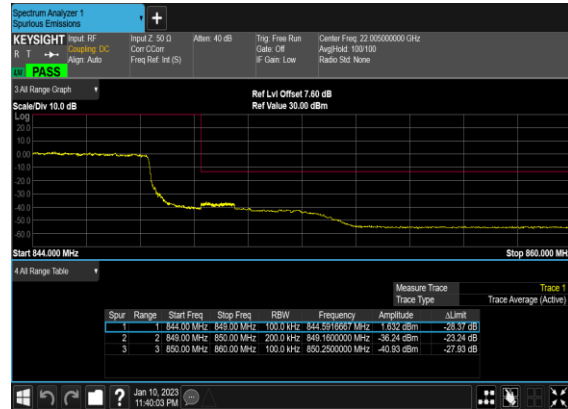 Spectrum Analyzer 1
Spurious Emissions
+
KEYSIGHT Input: RF Input Z: 50 Ω Atten: 40 dB Trig: Free Run Center Freq: 22.005000000 GHz
R T Coupling: DC Corr CCorr Gate: Off Avg|Hold: 100/100
Align: Auto Freq Ref: Int (S) IF Gain: Low Radio Std: None
PASS
3 All Range Graph
Ref Lvl Offset 7.60 dB
Scale/Div 10.0 dB Ref Value 30.00 dBm
Log
20.0
10.0
0.00
-10.0
-20.0
-30.0
-40.0
-50.0
-60.0
Start 844.000 MHz Stop 860.000 MH
4 All Range Table
Measure Trace Trace 1
Trace Type Trace Average (Active)
Spur Range Start Freq Stop Freq RBW Frequency Amplitude ΔLimit
1 1 844.00 MHz 849.00 MHz 100.0 kHz 844.5916667 MHz 1.632 dBm -28.37 dB
2 2 849.00 MHz 850.00 MHz 200.0 kHz 849.1600000 MHz -36.24 dBm -23.24 dB
3 3 850.00 MHz 860.00 MHz 100.0 kHz 850.2500000 MHz -40.93 dBm -27.93 dB
? Jan 10, 2023
11:40:03 PM